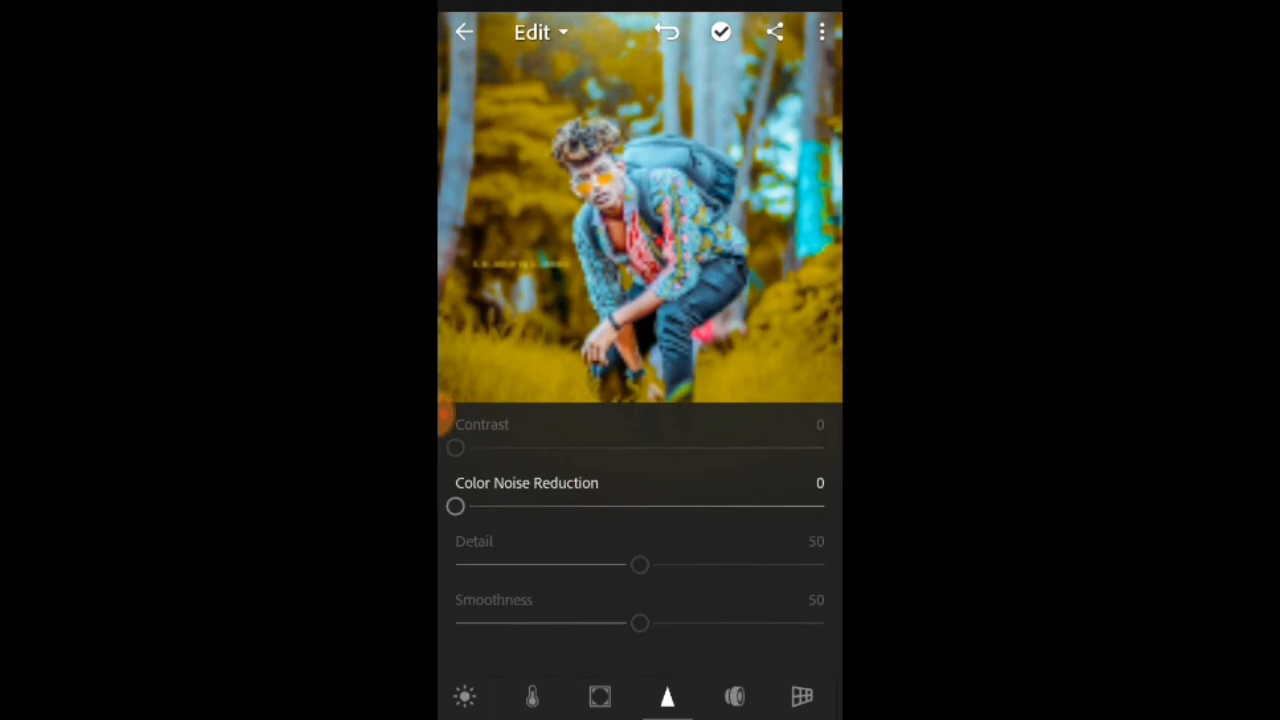 Edit
Contrast 0
Color Noise Reduction 0
Detail 50
Smoothness 50